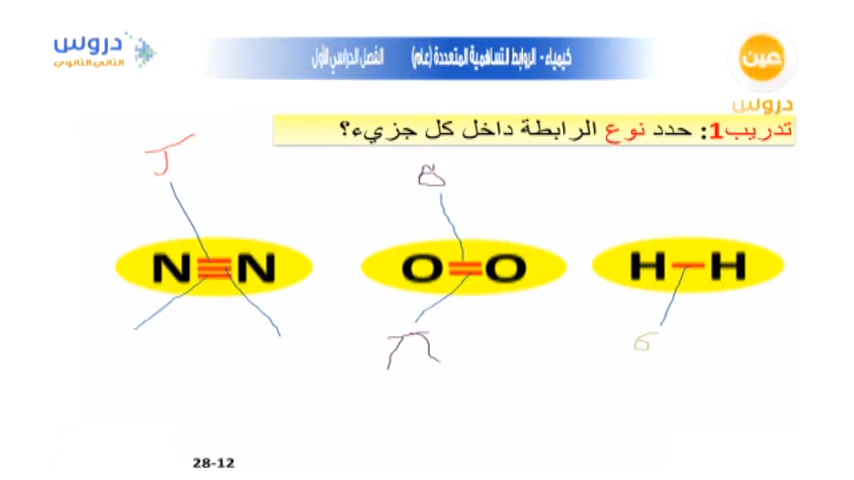 دروس
الثاني الثانوي
كيمياء - الروابط التساهمية المتعددة (عام) الفصل الدراسي الأول
عين
دروس
تدريب1: حدد نوع الرابطة داخل كل جزيء؟
N≡N O=O H-H
π
28-12